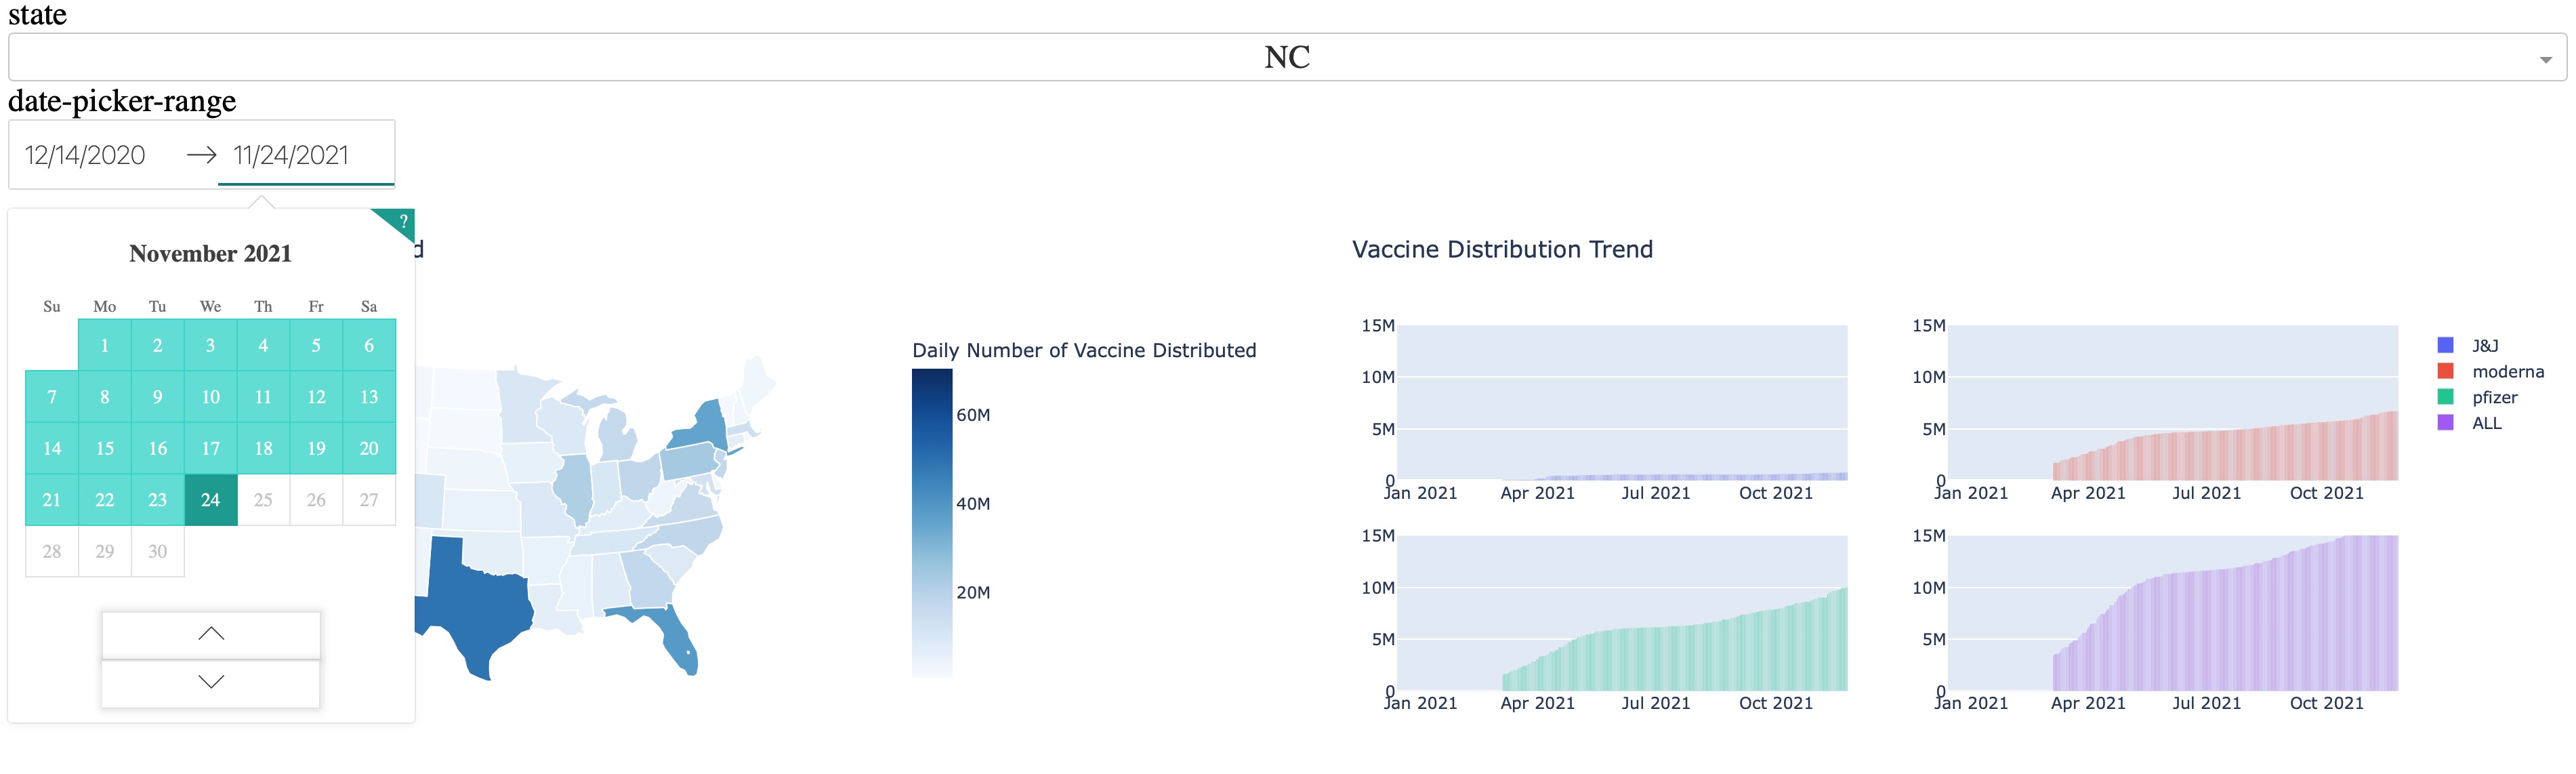 state
NC
date-picker-range
12/14/2020 → 11/24/2021
?
November 2021
Su Mo Tu We Th Fr Sa
1 2 3 4 5 6
7 8 9 10 11 12 13
14 15 16 17 18 19 20
21 22 23 24 25 26 27
28 29 30
d
Daily Number of Vaccine Distributed
60M
40M
20M
Vaccine Distribution Trend
15M
10M
5M
0
Jan 2021 Apr 2021 Jul 2021 Oct 2021
15M
10M
5M
0
Jan 2021 Apr 2021 Jul 2021 Oct 2021
J&J
moderna
pfizer
ALL
15M
10M
5M
0
Jan 2021 Apr 2021 Jul 2021 Oct 2021
15M
10M
5M
0
Jan 2021 Apr 2021 Jul 2021 Oct 2021